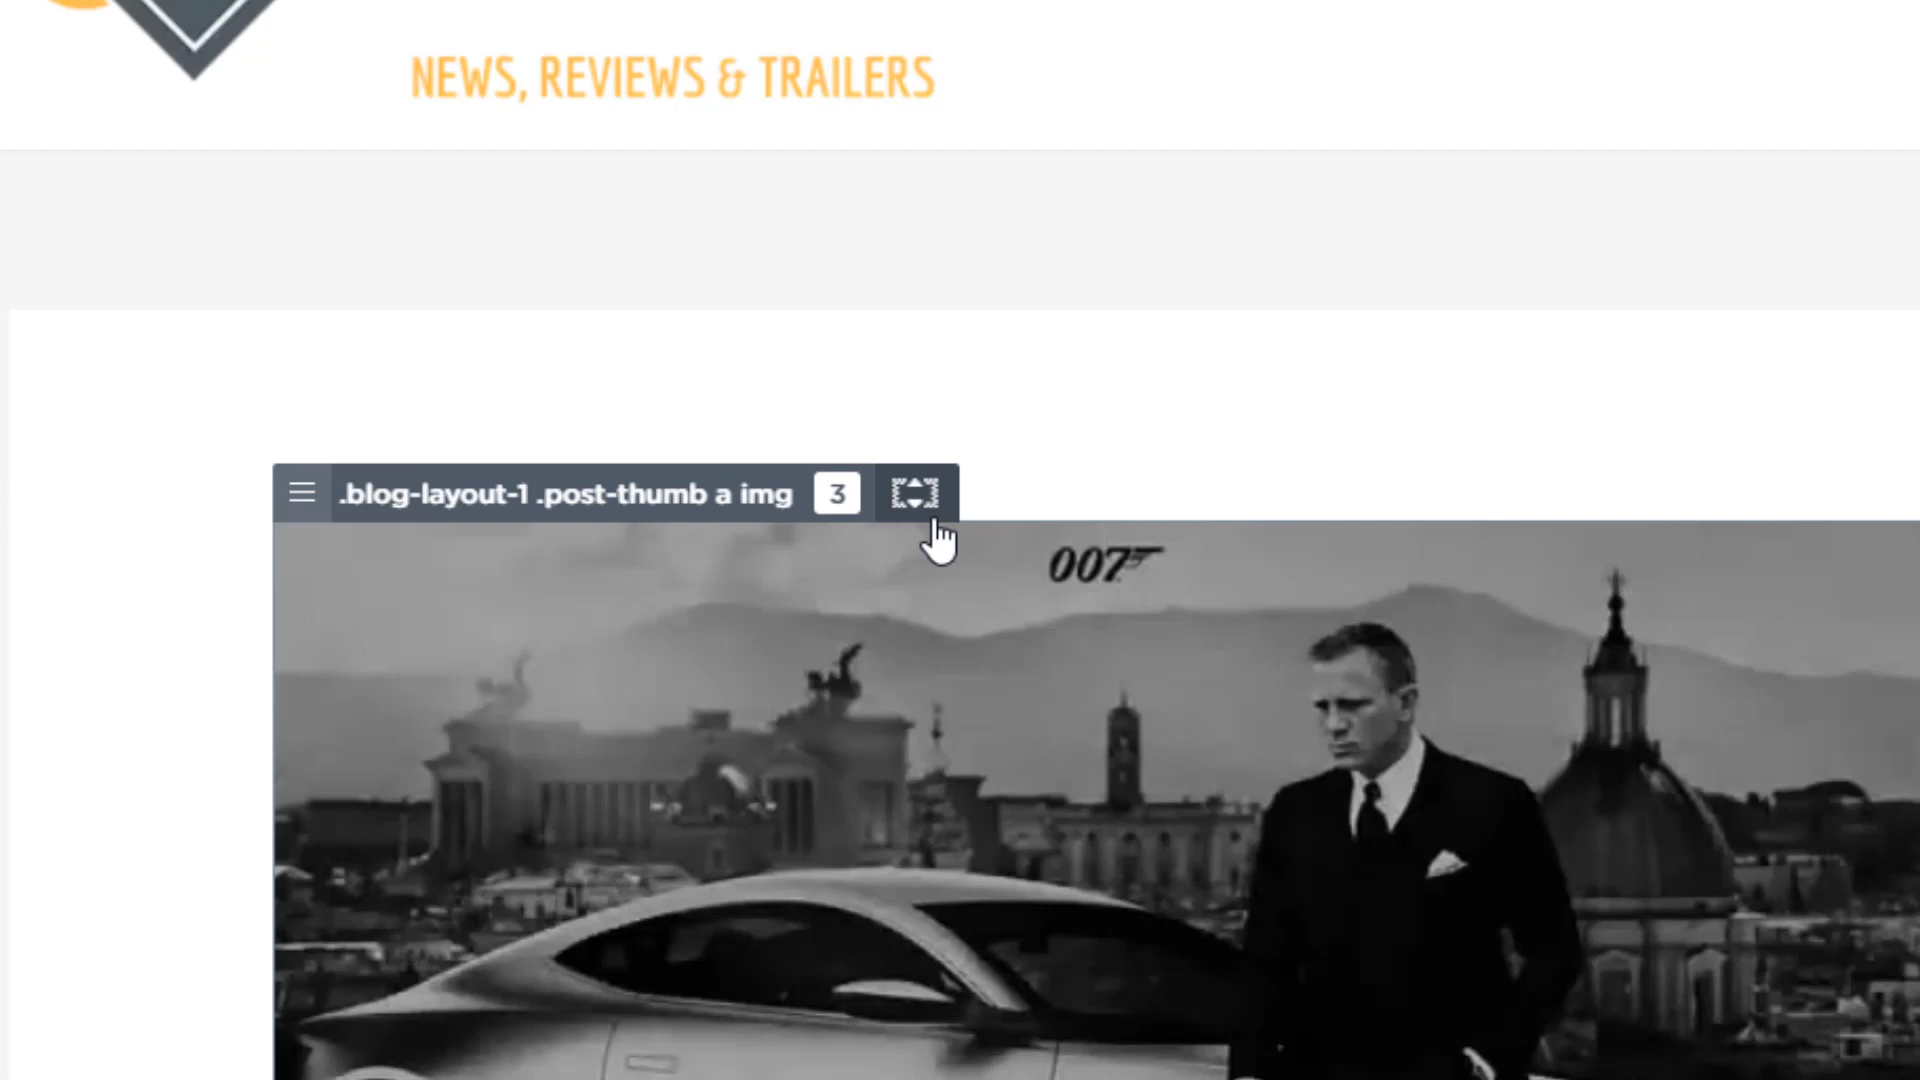 NEWS, REVIEWS & TRAILERS
.blog-layout-1 .post-thumb a img 3
007